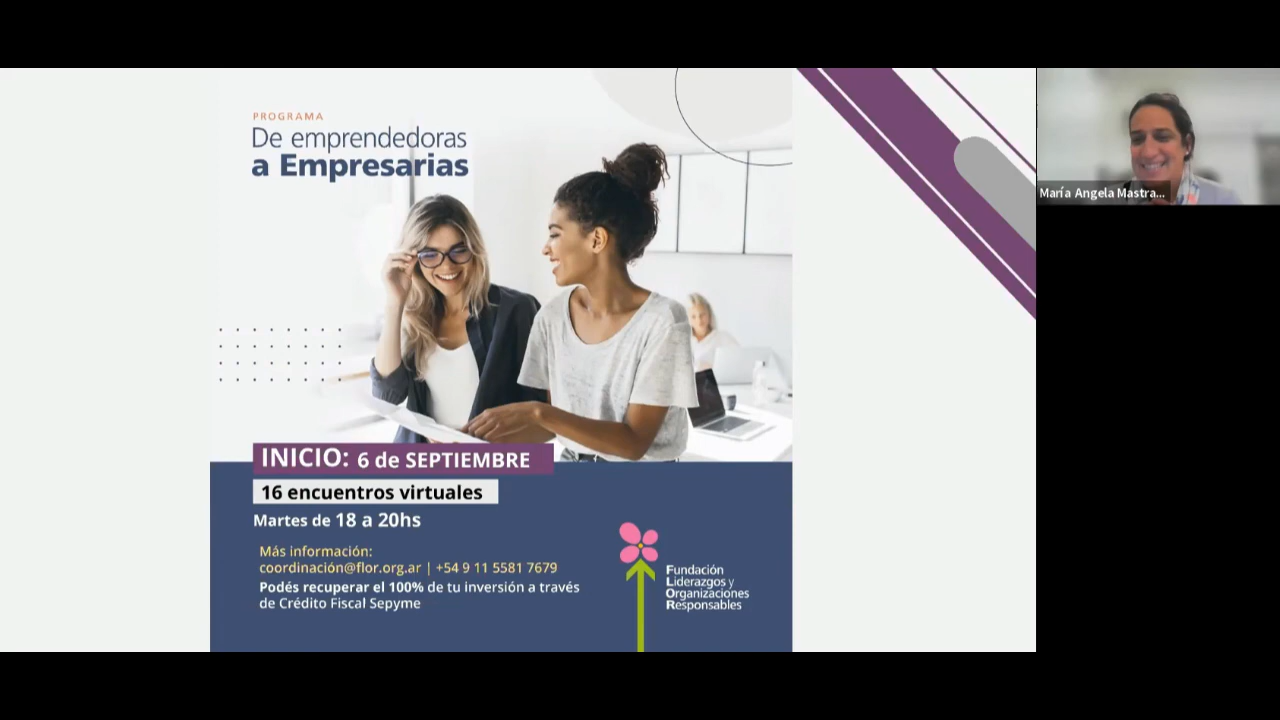 PROGRAMA
De emprendedoras
a Empresarias
INICIO: 6 de SEPTIEMBRE
16 encuentros virtuales
Martes de 18 a 20hs
Más información:
coordinación@flor.org.ar | +54 9 11 5581 7679
Podés recuperar el 100% de tu inversión a través
de Crédito Fiscal Sepyme
Fundación
Liderazgos y
Organizaciones
Responsables
María Angela Mastra...